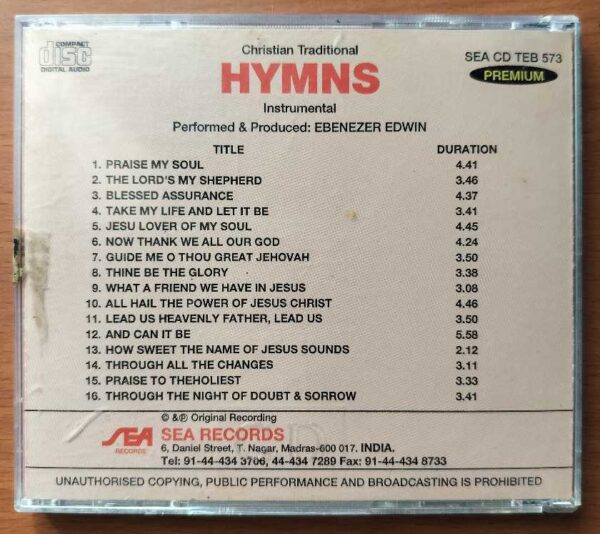 COMPACT
disc
DIGITAL AUDIO
Christian Traditional
HYMNS
Instrumental
Performed & Produced: EBENEZER EDWIN
SEA CD TEB 573
PREMIUM
TITLE DURATION
1. PRAISE MY SOUL 4.41
2. THE LORD'S MY SHEPHERD 3.46
3. BLESSED ASSURANCE 4.37
4. TAKE MY LIFE AND LET IT BE 3.41
5. JESU LOVER OF MY SOUL 4.45
6. NOW THANK WE ALL OUR GOD 4.24
7. GUIDE ME O THOU GREAT JEHOVAH 3.50
8. THINE BE THE GLORY 3.38
9. WHAT A FRIEND WE HAVE IN JESUS 3.08
10. ALL HAIL THE POWER OF JESUS CHRIST 4.46
11. LEAD US HEAVENLY FATHER, LEAD US 3.50
12. AND CAN IT BE 5.58
13. HOW SWEET THE NAME OF JESUS SOUNDS 2.12
14. THROUGH ALL THE CHANGES 3.11
15. PRAISE TO THEHOLIEST 3.33
16. THROUGH THE NIGHT OF DOUBT & SORROW 3.41
© &℗ Original Recording
SEA RECORDS
SEA RECORDS
6, Daniel Street, T. Nagar, Madras-600 017. INDIA.
Tel: 91-44-434 3706, 44-434 7289 Fax: 91-44-434 8733
UNAUTHORISED COPYING, PUBLIC PERFORMANCE AND BROADCASTING IS PROHIBITED